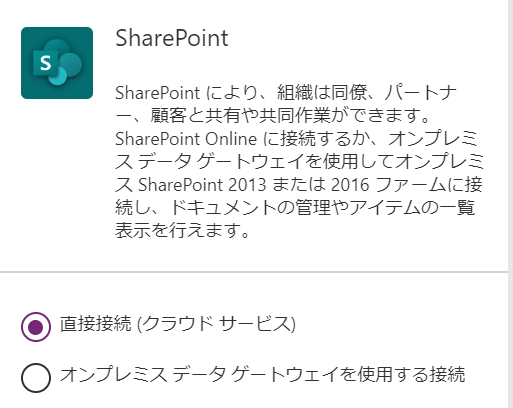 S
SharePoint
SharePoint により、組織は同僚、パートナ
ー、顧客と共有や共同作業ができます。
SharePoint Online に接続するか、オンプレミ
ス データ ゲートウェイを使用してオンプレミ
ス SharePoint 2013 または 2016 ファームに接
続し、ドキュメントの管理やアイテムの一覧
表示を行えます。
直接接続 (クラウド サービス)
オンプレミス データ ゲートウェイを使用する接続